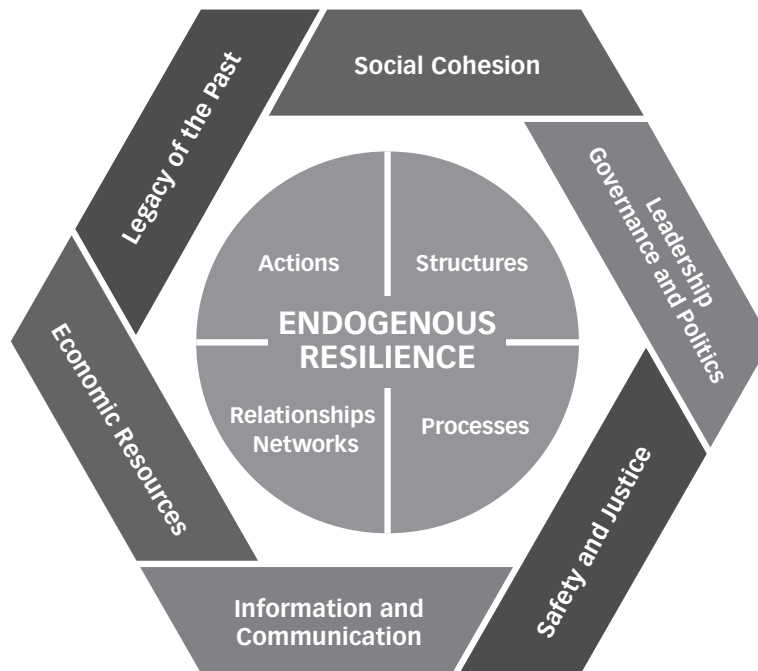 Social Cohesion
Legacy of the Past
Leadership
Governance and Politics
Actions
Structures
ENDOGENOUS
RESILIENCE
Relationships
Networks
Processes
Economic Resources
Safety and Justice
Information and
Communication